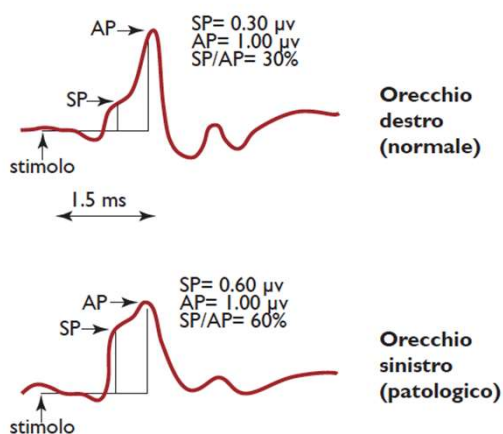 AP
SP= 0.30 µv
AP= 1.00 µv
SP/AP= 30%
SP
Orecchio
destro
(normale)
stimolo
1.5 ms
SP= 0.60 µv
AP
AP= 1.00 µv
SP/AP= 60%
SP
Orecchio
sinistro
(patologico)
stimolo